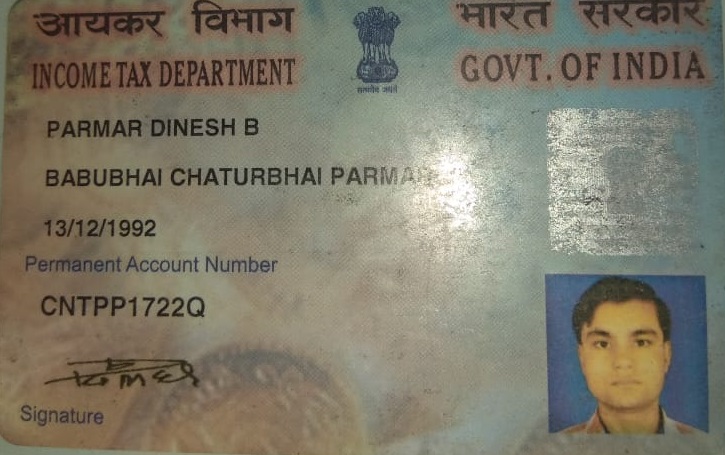 आयकर विभाग
भारत सरकार
INCOME TAX DEPARTMENT
GOVT. OF INDIA
सत्यमेव जयते
PARMAR DINESH B
BABUBHAI CHATURBHAI PARMAR
13/12/1992
Permanent Account Number
CNTPP1722Q
Signature